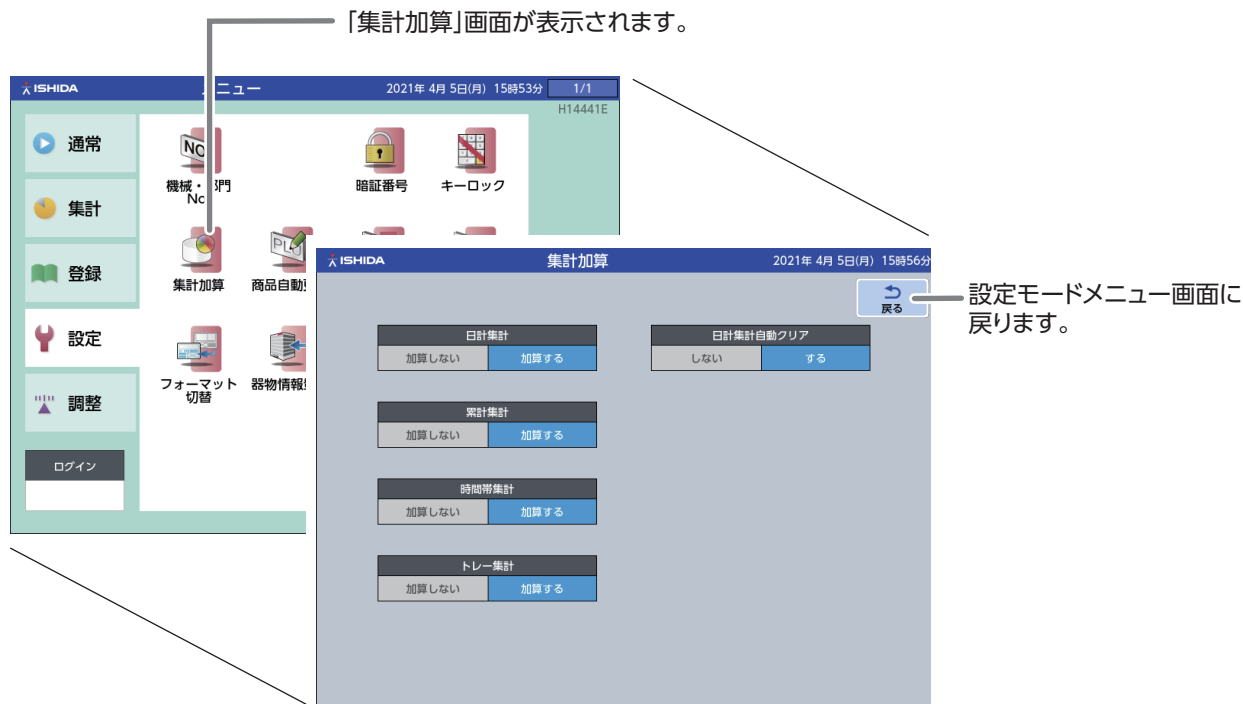 「集計加算」画面が表示されます。
ISHIDA
ニュー
2021年 4月 5日(月) 15時53分
1/1
H14441E
通常
集計
登録
設定
調整
ログイン
機械・
門
暗証番号
キーロック
集計加算
商品自動
フォーマット
切替
器物情報
ISHIDA
集計加算
2021年 4月 5日(月) 15時56分
戻る
設定モードメニュー画面に
戻ります。
日計集計
加算しない
加算する
日計集計自動クリア
しない
する
累計集計
加算しない
加算する
時間帯集計
加算しない
加算する
トレー集計
加算しない
加算する